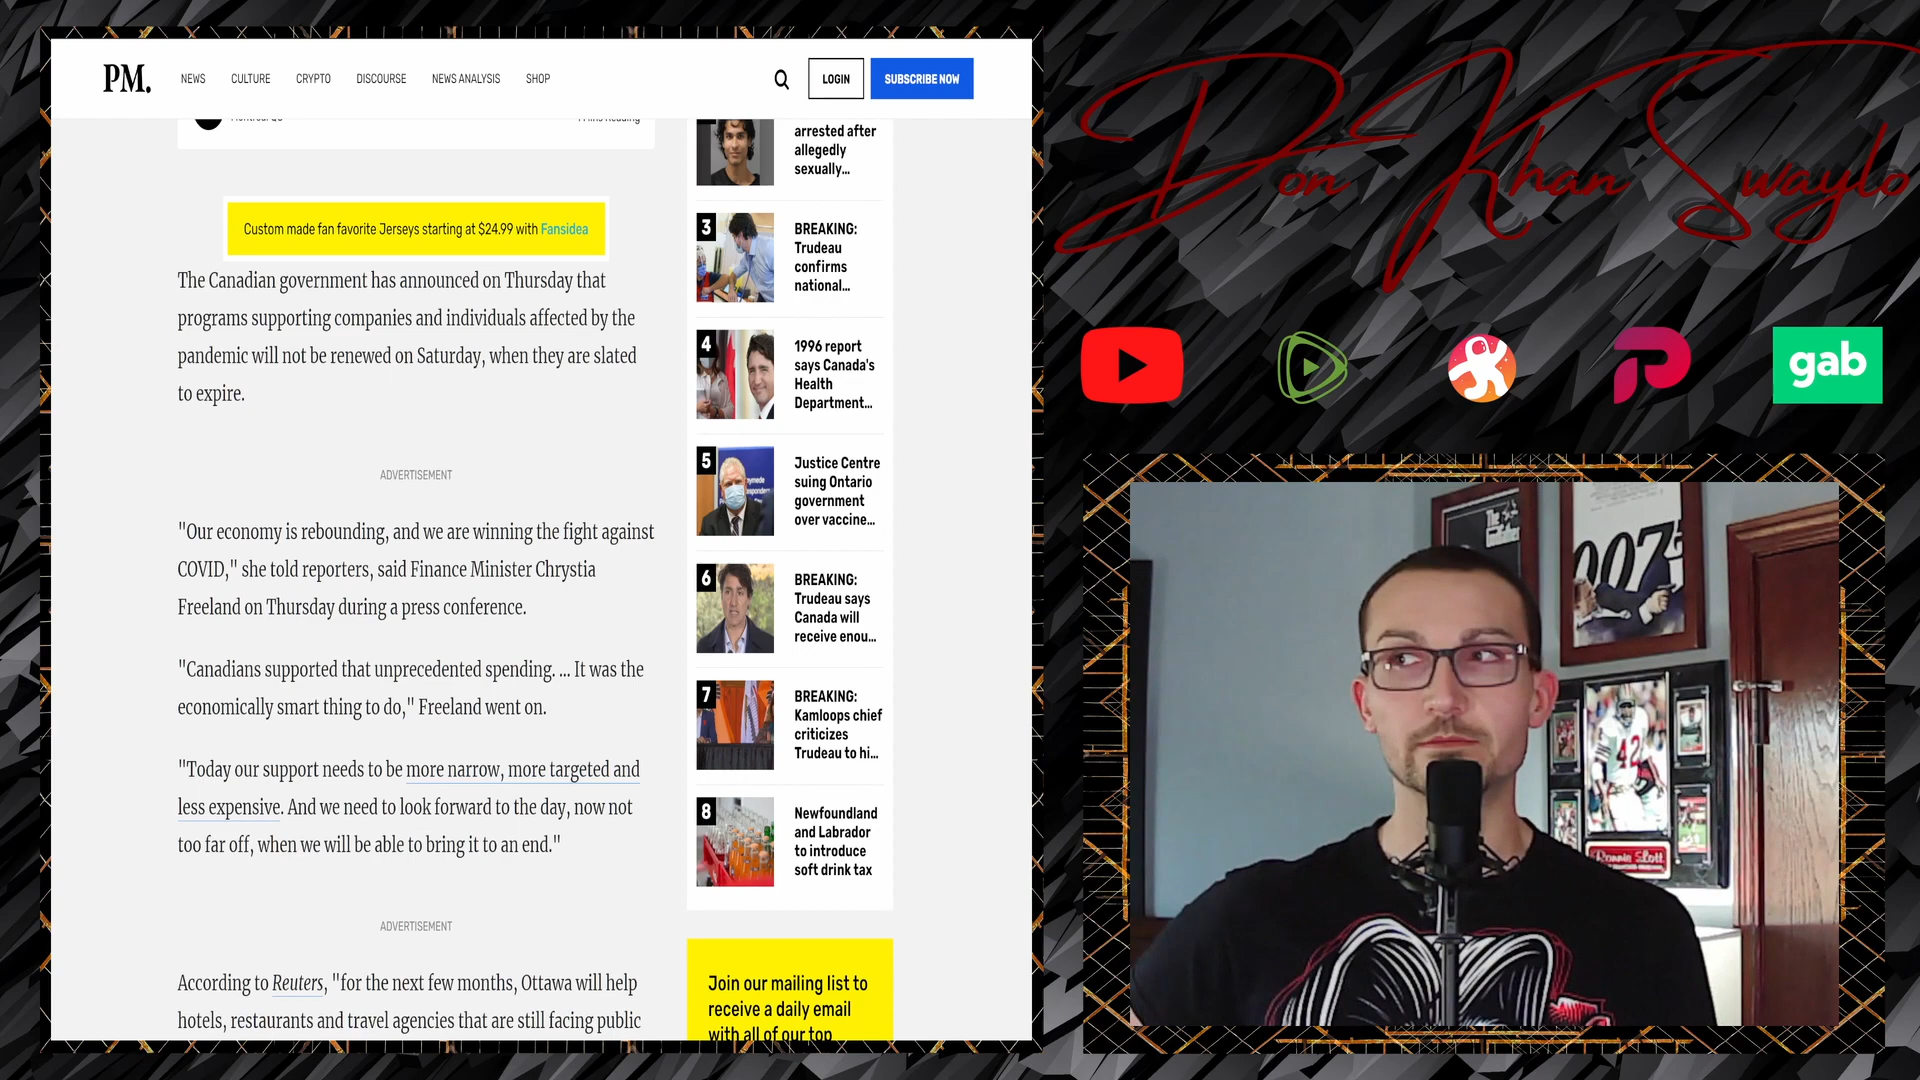 PM.
NEWS
CULTURE
CRYPTO
DISCOURSE
NEWS ANALYSIS
SHOP
LOGIN
SUBSCRIBE NOW
Custom made fan favorite Jerseys starting at $24.99 with Fansidea
The Canadian government has announced on Thursday that
programs supporting companies and individuals affected by the
pandemic will not be renewed on Saturday, when they are slated
to expire.
ADVERTISEMENT
"Our economy is rebounding, and we are winning the fight against
COVID," she told reporters, said Finance Minister Chrystia
Freeland on Thursday during a press conference.
"Canadians supported that unprecedented spending. ... It was the
economically smart thing to do," Freeland went on.
"Today our support needs to be more narrow, more targeted and
less expensive. And we need to look forward to the day, now not
too far off, when we will be able to bring it to an end."
ADVERTISEMENT
According to Reuters, "for the next few months, Ottawa will help
hotels, restaurants and travel agencies that are still facing public
arrested after
allegedly
sexually...
3
BREAKING:
Trudeau
confirms
national...
4
1996 report
says Canada's
Health
Department...
5
Justice Centre
suing Ontario
government
over vaccine...
6
BREAKING:
Trudeau says
Canada will
receive enou...
7
BREAKING:
Kamloops chief
criticizes
Trudeau to hi...
8
Newfoundland
and Labrador
to introduce
soft drink tax
Join our mailing list to
receive a daily email
with all of our top
Don Khan Swaylo
gab
The
007
42
Ronnie Lott